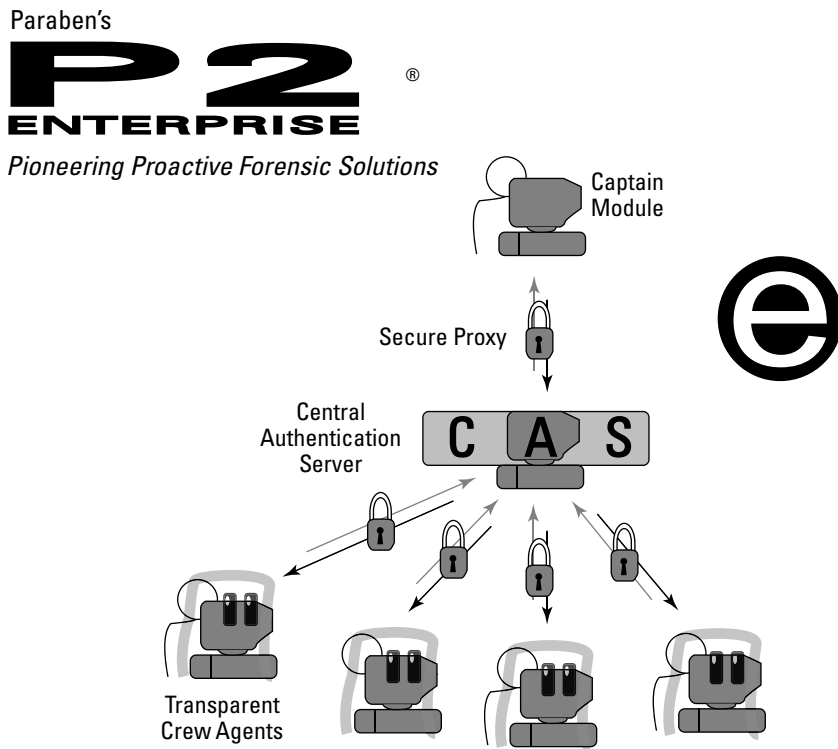 Paraben's
P2
®
ENTERPRISE
Pioneering Proactive Forensic Solutions
Captain
Module
e
Secure Proxy
Central
Authentication
Server
C A S
Transparent
Crew Agents